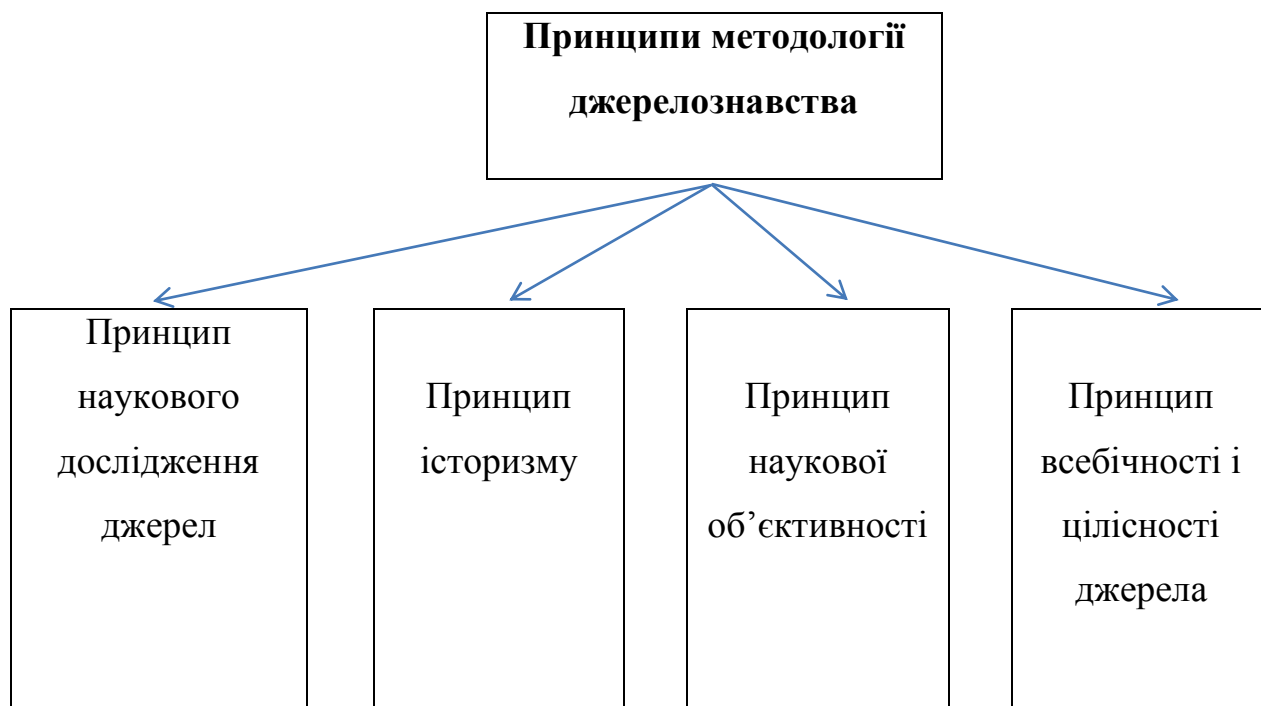 Принципи методології
джерелознавства
Принцип
наукового
дослідження
джерел
Принцип
історизму
Принцип
наукової
об’єктивності
Принцип
всебічності і
цілісності
джерела